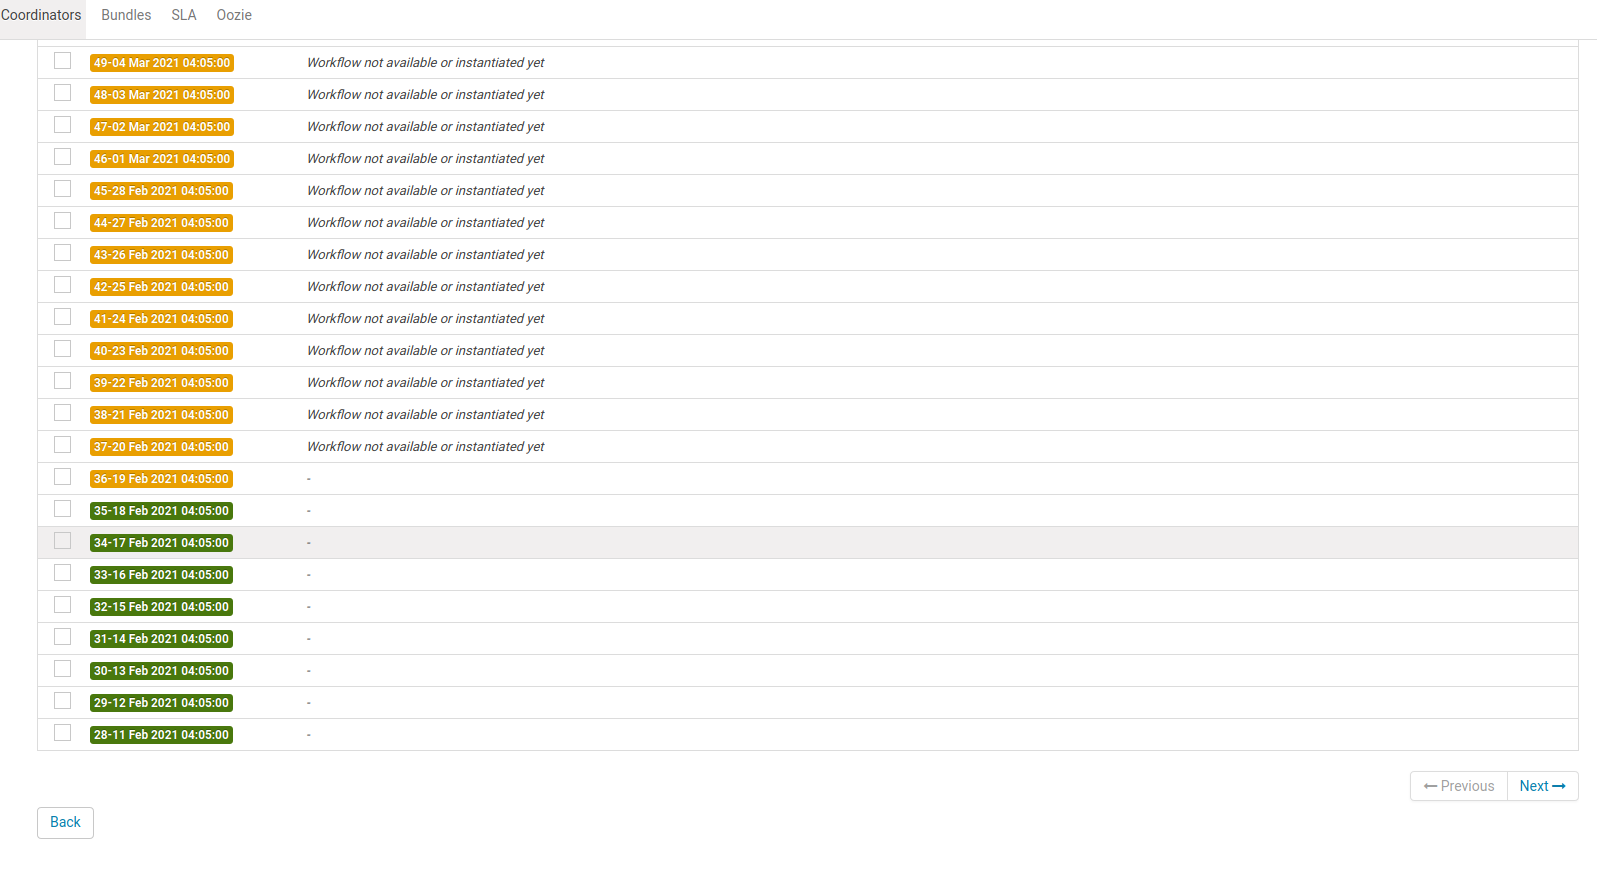 Coordinators Bundles SLA Oozie
49-04 Mar 2021 04:05:00 Workflow not available or instantiated yet
48-03 Mar 2021 04:05:00 Workflow not available or instantiated yet
47-02 Mar 2021 04:05:00 Workflow not available or instantiated yet
46-01 Mar 2021 04:05:00 Workflow not available or instantiated yet
45-28 Feb 2021 04:05:00 Workflow not available or instantiated yet
44-27 Feb 2021 04:05:00 Workflow not available or instantiated yet
43-26 Feb 2021 04:05:00 Workflow not available or instantiated yet
42-25 Feb 2021 04:05:00 Workflow not available or instantiated yet
41-24 Feb 2021 04:05:00 Workflow not available or instantiated yet
40-23 Feb 2021 04:05:00 Workflow not available or instantiated yet
39-22 Feb 2021 04:05:00 Workflow not available or instantiated yet
38-21 Feb 2021 04:05:00 Workflow not available or instantiated yet
37-20 Feb 2021 04:05:00 Workflow not available or instantiated yet
36-19 Feb 2021 04:05:00 -
35-18 Feb 2021 04:05:00 -
34-17 Feb 2021 04:05:00 -
33-16 Feb 2021 04:05:00 -
32-15 Feb 2021 04:05:00 -
31-14 Feb 2021 04:05:00 -
30-13 Feb 2021 04:05:00 -
29-12 Feb 2021 04:05:00 -
28-11 Feb 2021 04:05:00 -
← Previous Next →
Back